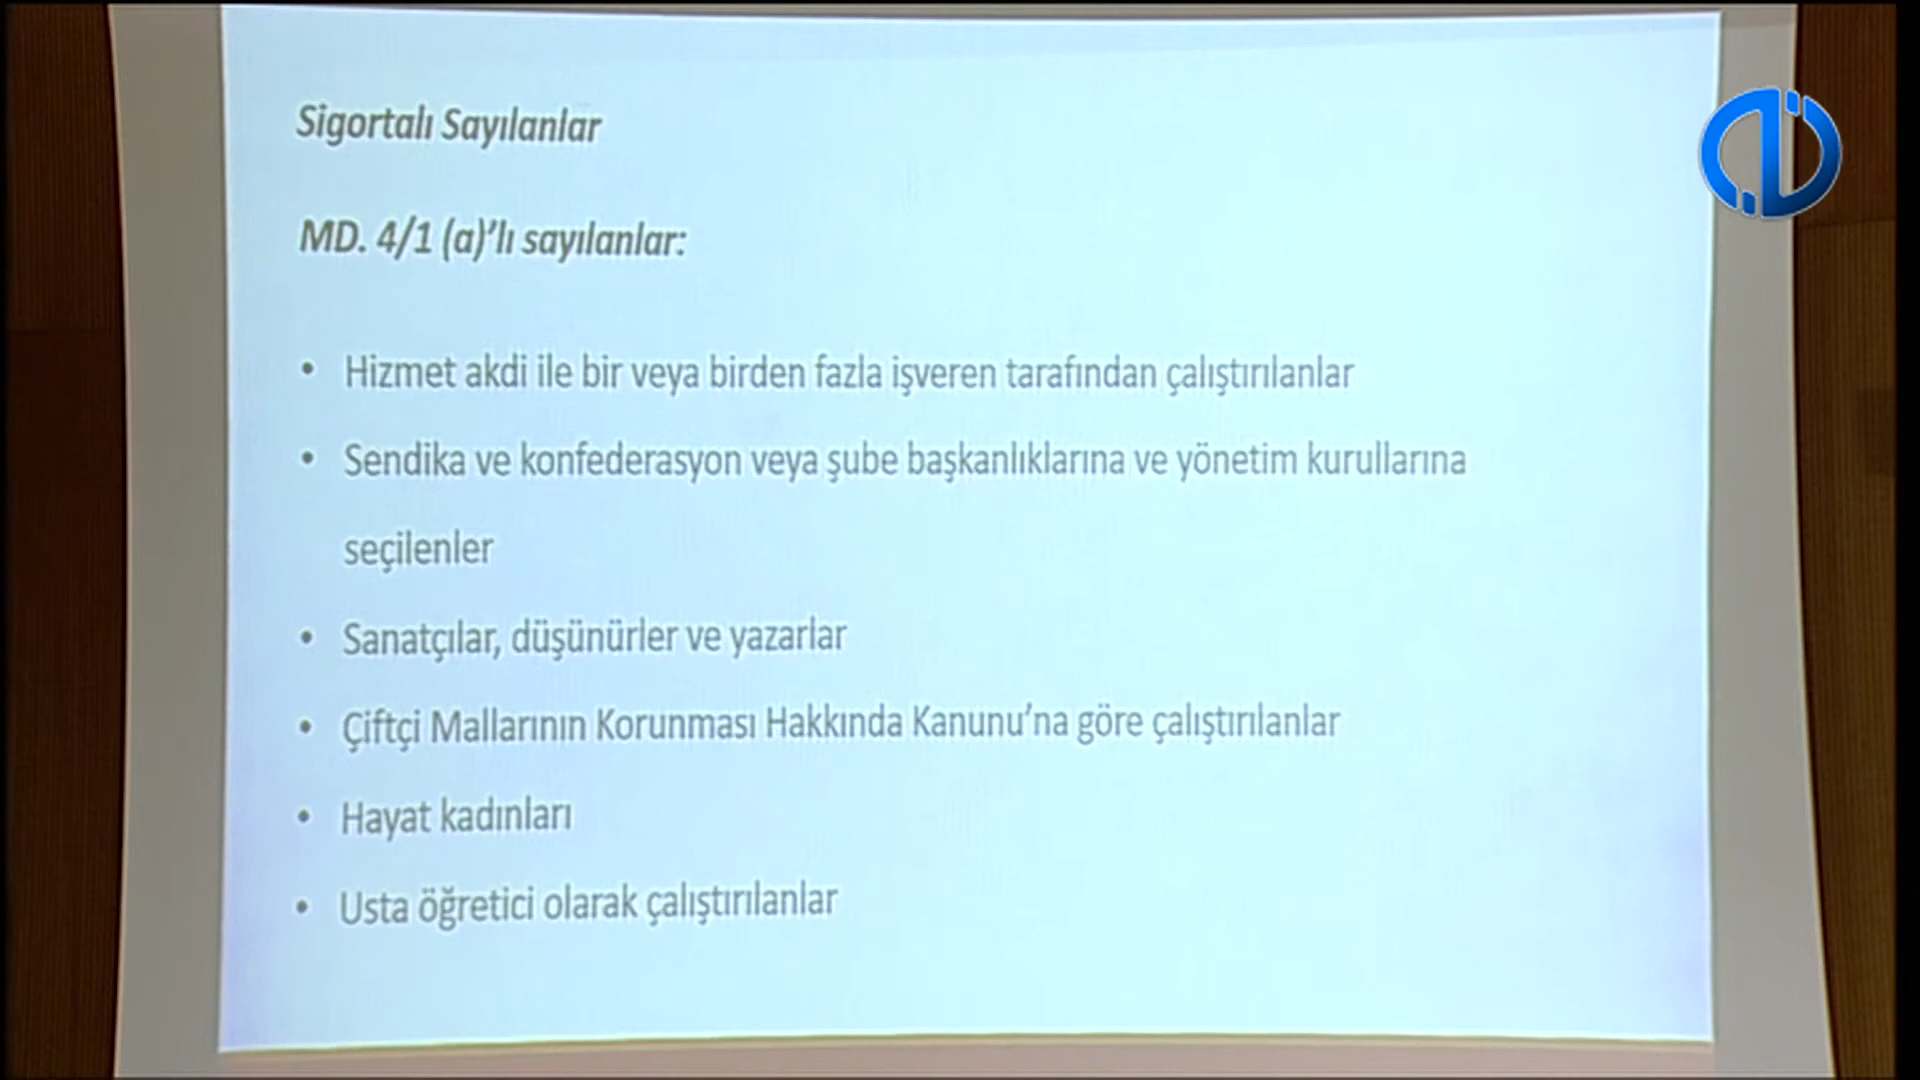 Sigortalı Sayılanlar
MD. 4/1 (a)'lı sayılanlar:
• Hizmet akdi ile bir veya birden fazla işveren tarafından çalıştırılanlar
• Sendika ve konfederasyon veya şube başkanlıklarına ve yönetim kurullarına
seçilenler
• Sanatçılar, düşünürler ve yazarlar
• Çiftçi Mallarının Korunması Hakkında Kanunu'na göre çalıştırılanlar
• Hayat kadınları
• Usta öğretici olarak çalıştırılanlar